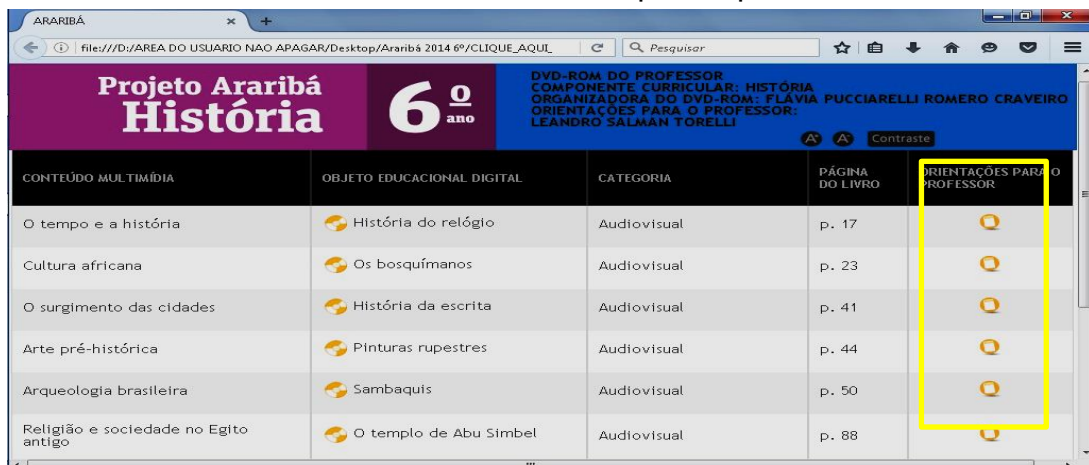 ARARIBÁ × +
file:///D:/AREA DO USUARIO NAO APAGAR/Desktop/Araribá 2014 6º/CLIQUE_AQUI_ Pesquisar
Projeto Araribá
História
6º ano
DVD-ROM DO PROFESSOR
COMPONENTE CURRICULAR: HISTÓRIA
ORGANIZADORA DO DVD-ROM: FLÁVIA PUCCIARELLI ROMERO CRAVEIRO
ORIENTAÇÕES PARA O PROFESSOR:
LEANDRO SALMAN TORELLI
A+ A- Contraste
CONTEÚDO MULTIMÍDIA OBJETO EDUCACIONAL DIGITAL CATEGORIA PÁGINA DO LIVRO ORIENTAÇÕES PARA O PROFESSOR
O tempo e a história História do relógio Audiovisual p. 17
Cultura africana Os bosquímanos Audiovisual p. 23
O surgimento das cidades História da escrita Audiovisual p. 41
Arte pré-histórica Pinturas rupestres Audiovisual p. 44
Arqueologia brasileira Sambaquis Audiovisual p. 50
Religião e sociedade no Egito antigo O templo de Abu Simbel Audiovisual p. 88